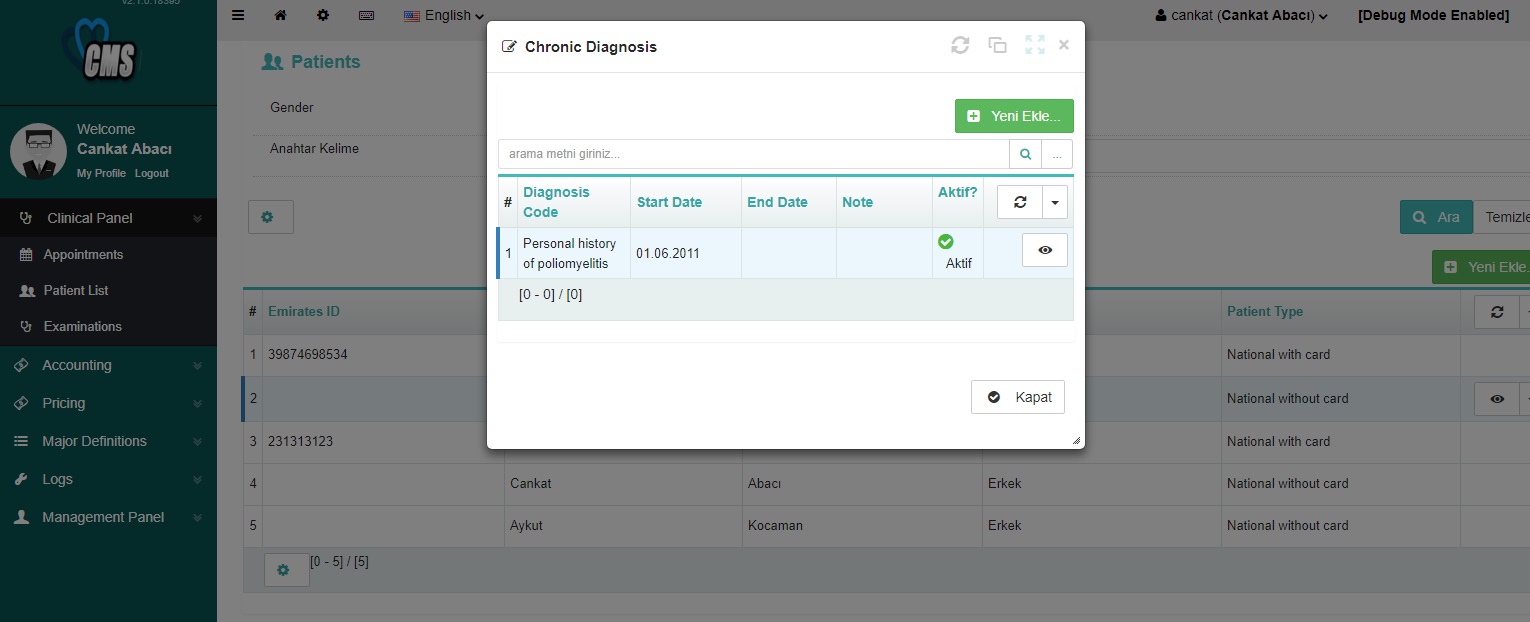 v2.1.0.18395
CMS
English
cankat (Cankat Abacı)
[Debug Mode Enabled]
Welcome
Cankat Abacı
My Profile Logout
Clinical Panel
Appointments
Patient List
Examinations
Accounting
Pricing
Major Definitions
Logs
Management Panel
Patients
Gender
Anahtar Kelime
Ara
Temizle
Yeni Ekle..
# Emirates ID Patient Type
1 39874698534 National with card
2 National without card
3 231313123 National with card
4 Cankat Abacı Erkek National without card
5 Aykut Kocaman Erkek National without card
[0 - 5] / [5]
Chronic Diagnosis
Yeni Ekle...
arama metni giriniz...
...
# Diagnosis Code Start Date End Date Note Aktif?
1 Personal history of poliomyelitis 01.06.2011 Aktif
[0 - 0] / [0]
Kapat